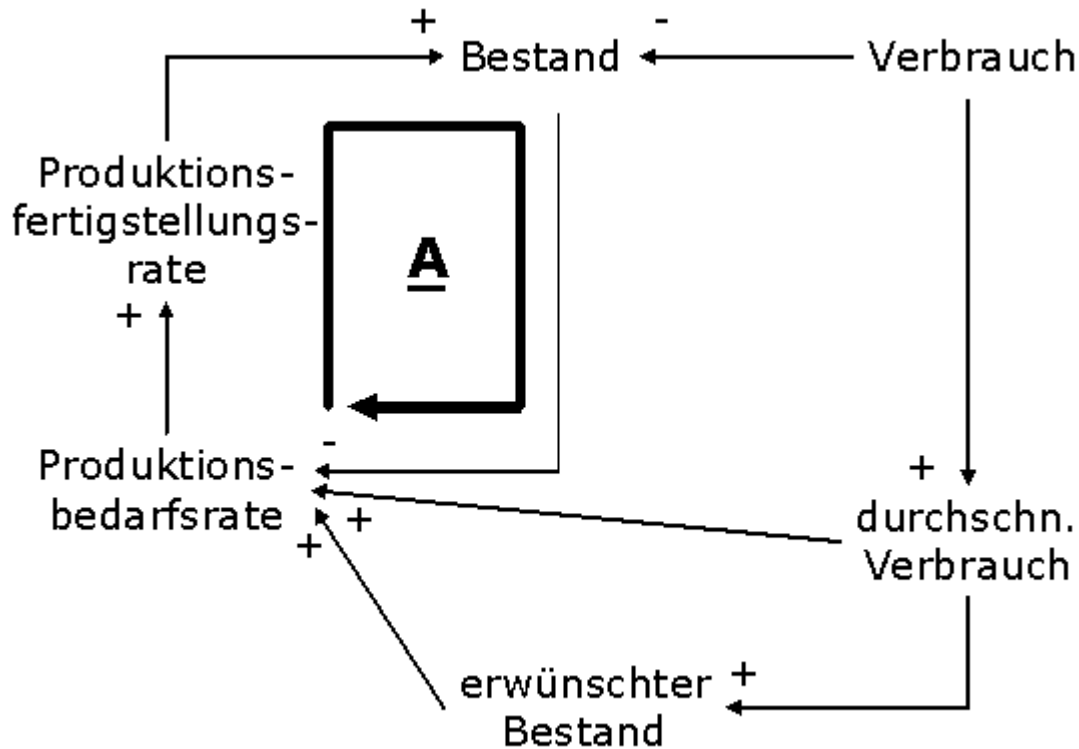 + -
Bestand Verbrauch
Produktions-
fertigstellungs-
rate
A
+
-
Produktions-
bedarfsrate
+
durchschn.
Verbrauch
+
+
erwünschter
Bestand
+